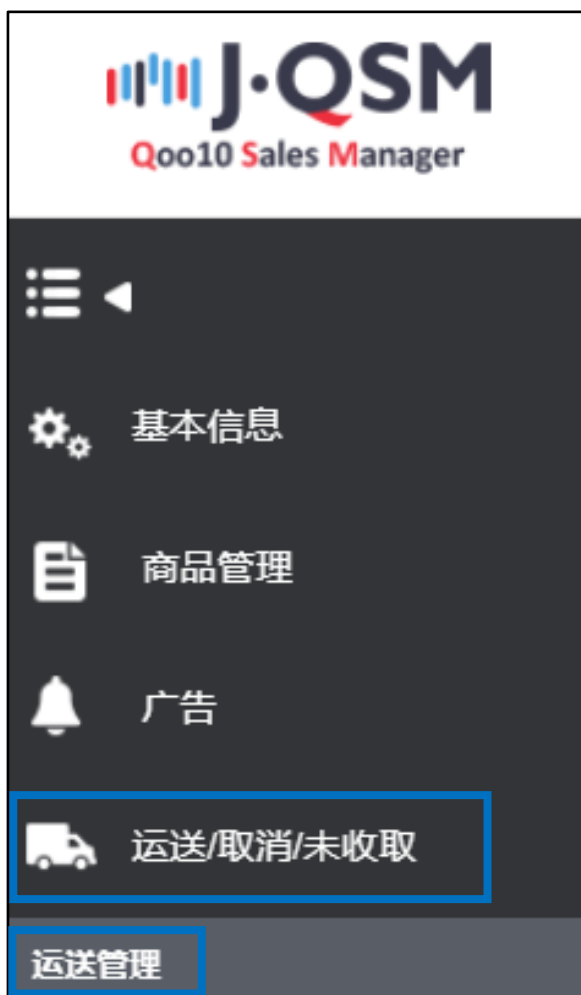 J·QSM
Qoo10 Sales Manager
基本信息
商品管理
广告
运送/取消/未收取
运送管理